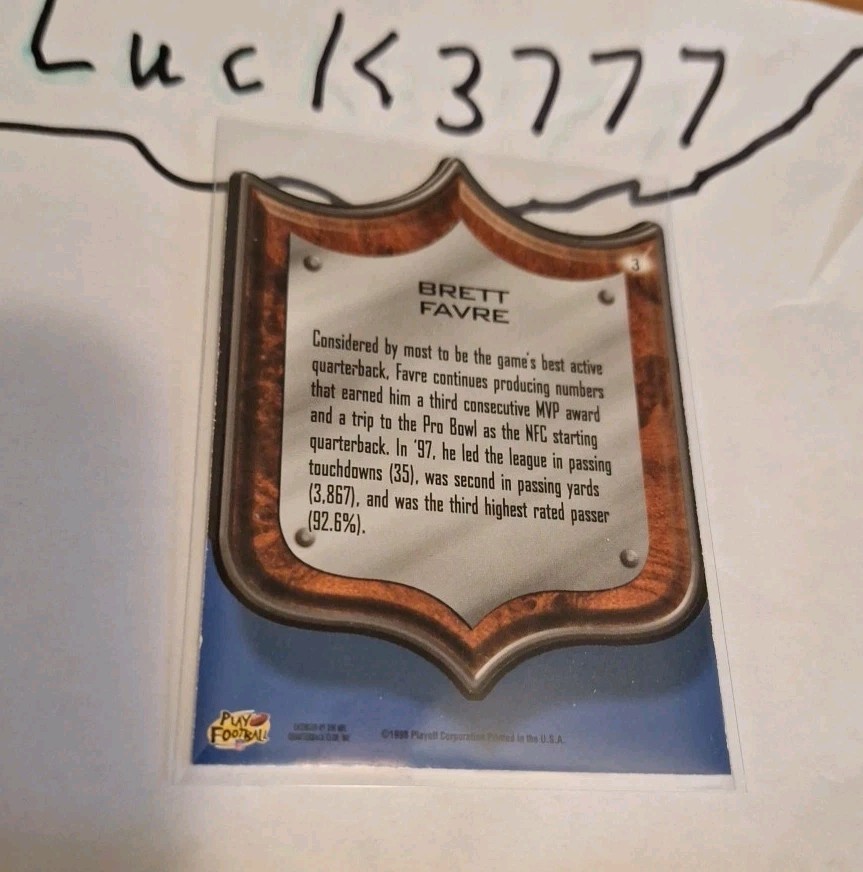 Luck3777
3
BRETT
FAVRE
Considered by most to be the game's best active
quarterback, Favre continues producing numbers
that earned him a third consecutive MVP award
and a trip to the Pro Bowl as the NFC starting
quarterback. In '97, he led the league in passing
touchdowns (35), was second in passing yards
(3,867), and was the third highest rated passer
(92.6%).
PLAY
FOOTBALL
©1998 Playoff Corporation Printed in the U.S.A.